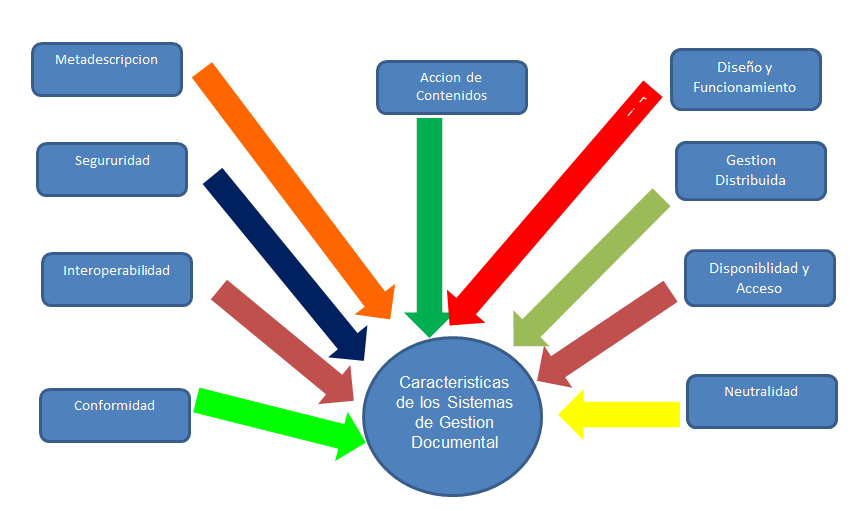 Metadescripcion
Accion de
Contenidos
Diseño y
Funcionamiento
Segururidad
Gestion
Distribuida
Interoperabilidad
Disponiblidad y
Acceso
Conformidad
Caracteristicas
de los Sistemas
de Gestion
Documental
Neutralidad